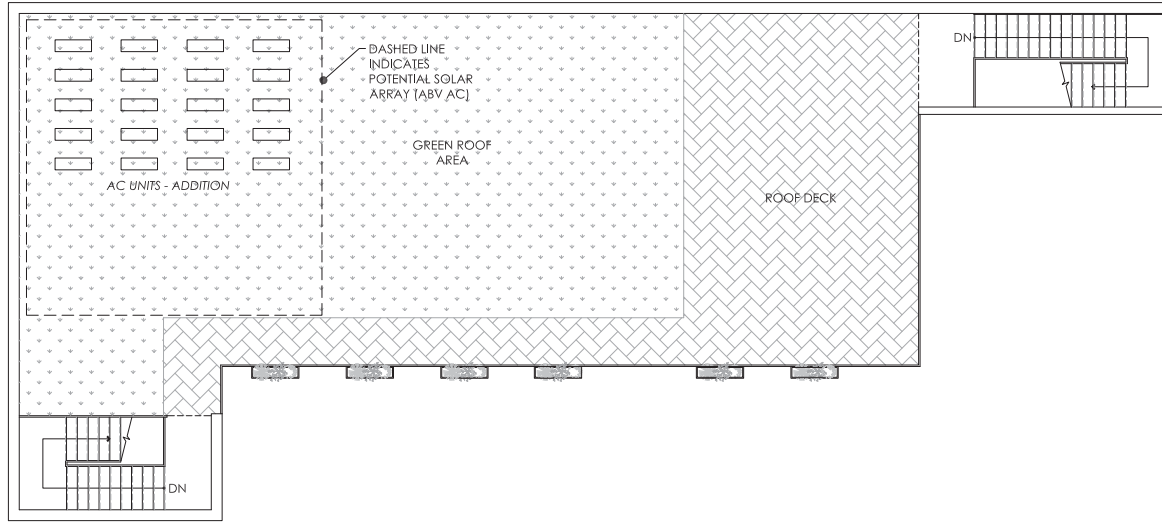 DASHED LINE
INDICATES
POTENTIAL SOLAR
ARRAY (ABV AC)
DN
GREEN ROOF
AREA
AC UNITS - ADDITION
ROOF DECK
DN